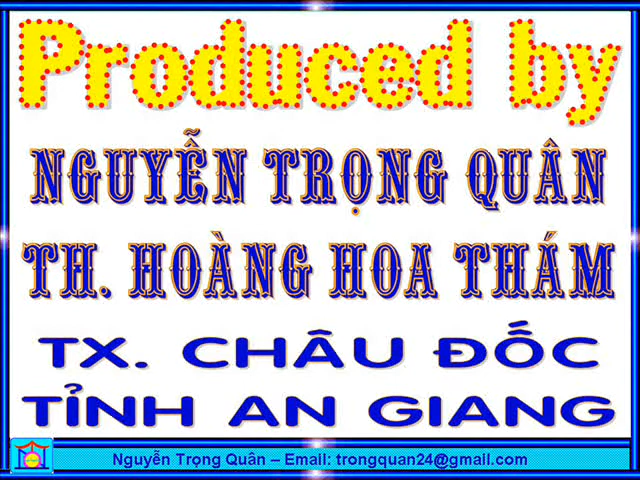 Produced by
NGUYỄN TRỌNG QUÂN
TH. HOÀNG HOA THÁM
TX. CHÂU ĐỐC
TỈNH AN GIANG
Nguyễn Trọng Quân – Email: trongquan24@gmail.com